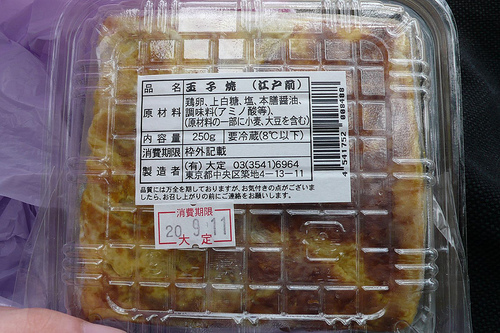 品名 玉子焼 (江戸前)
原材料 鶏卵、上白糖、塩、本膳醤油、
調味料(アミノ酸等)、
(原材料の一部に小麦、大豆を含む)
内容量 250g 要冷蔵(8℃以下)
消費期限 枠外記載
製造者 (有)大定 03(3541)6964
東京都中央区築地4-13-11
品質には万全を期しておりますが、お気付きの点がございま
したら、お召し上がりの前にご連絡をお願いします。
消費期限
20.9.11
大定